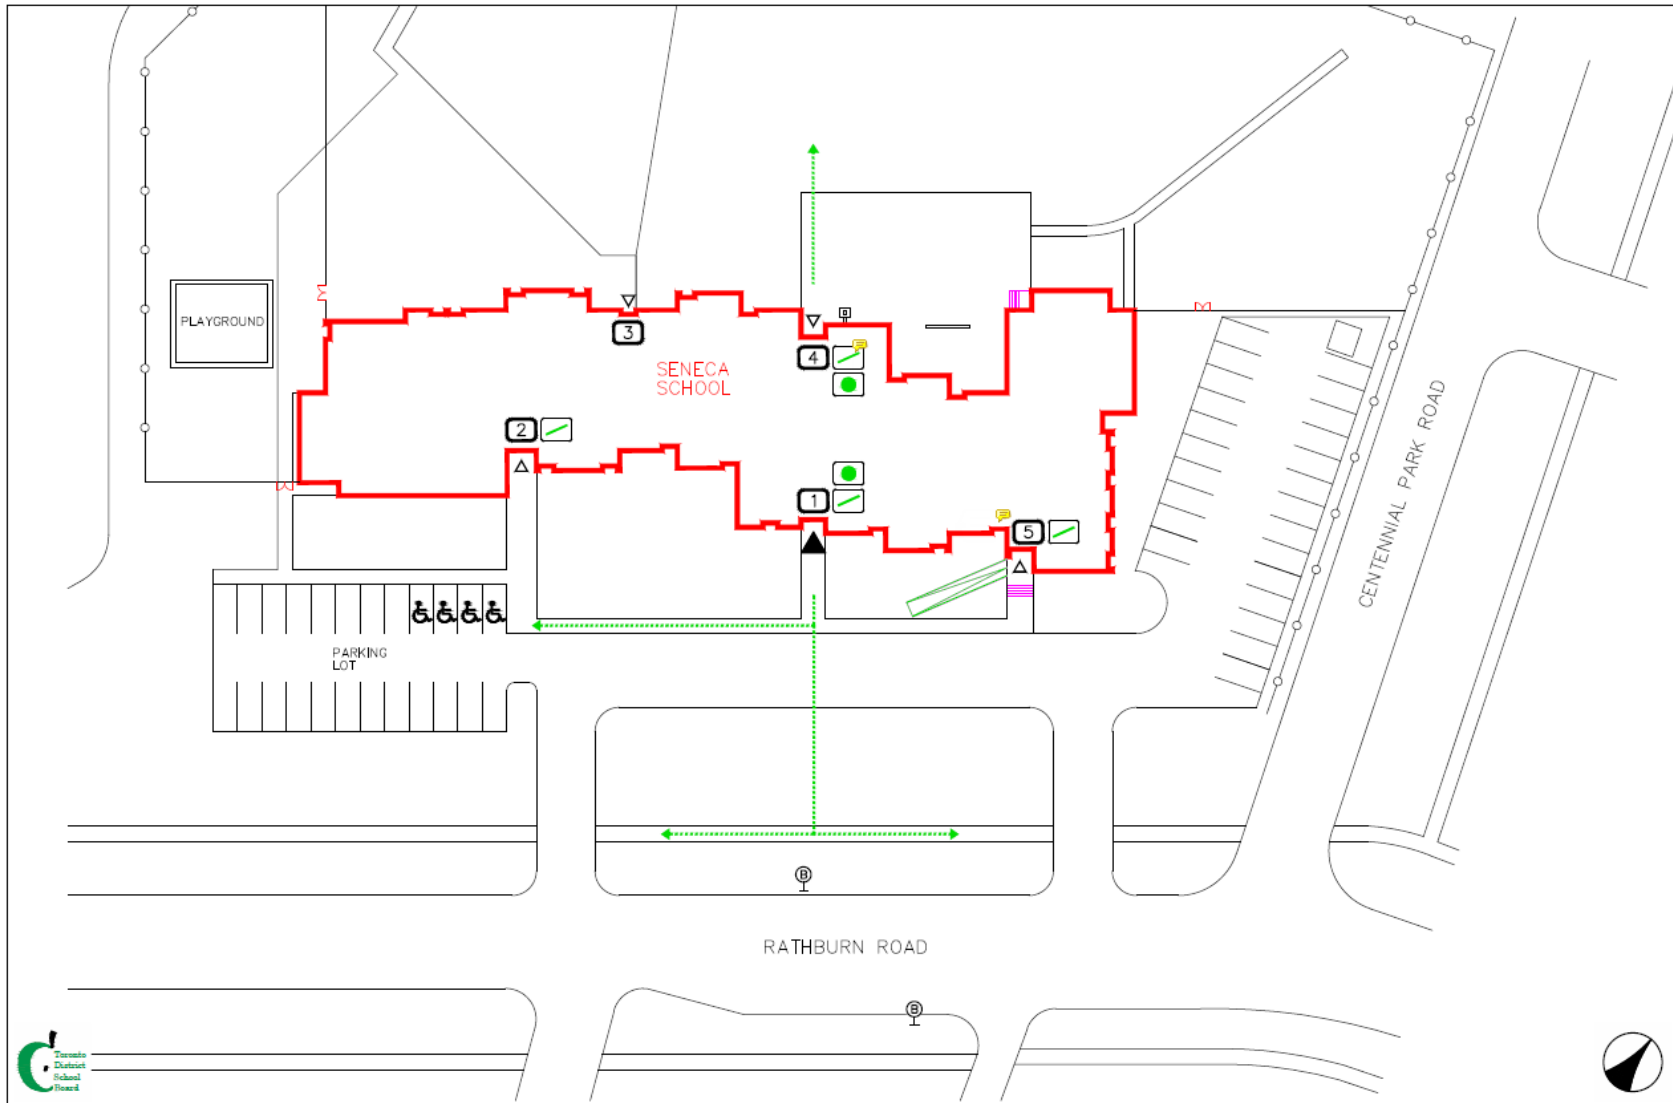 PLAYGROUND
3
SENECA
SCHOOL
4
2
1
5
CENTENNIAL PARK ROAD
PARKING
LOT
B
RATHBURN ROAD
B
Toronto
District
School
Board